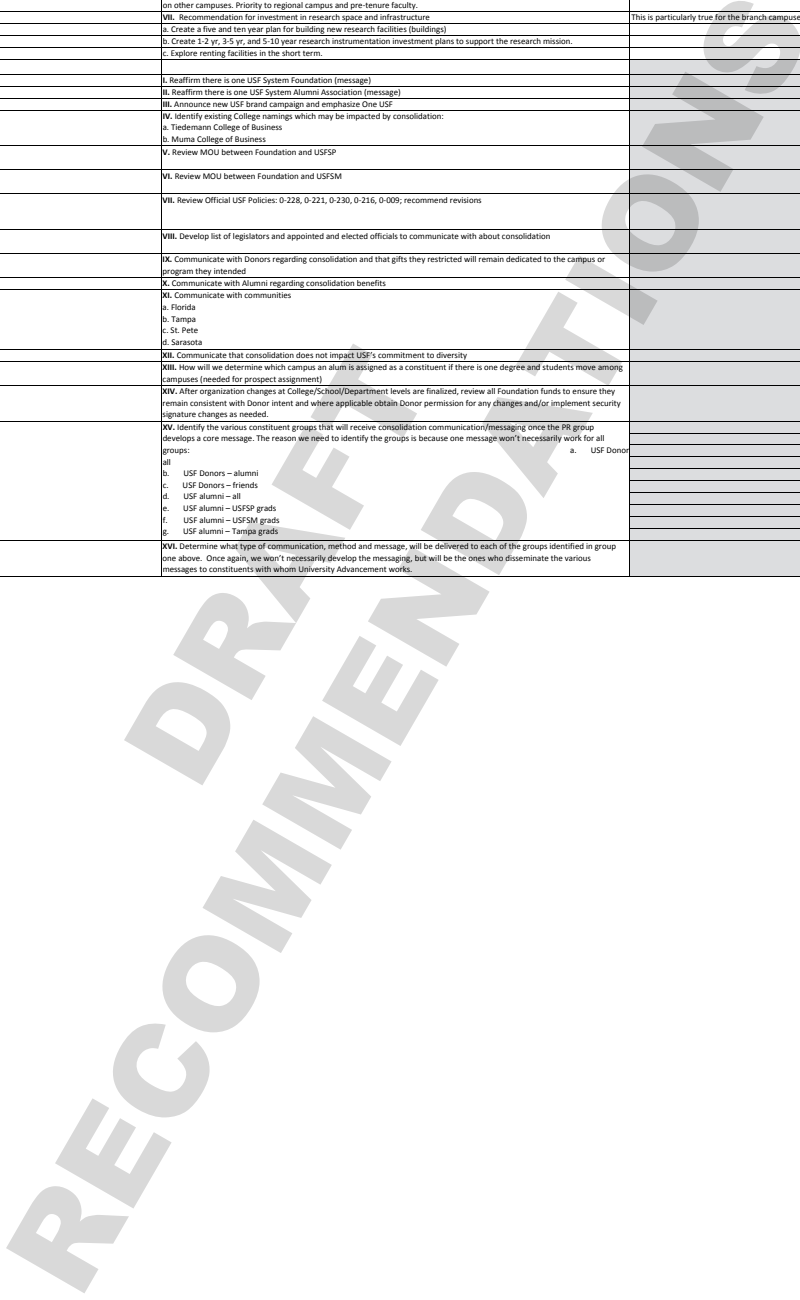 on other campuses. Priority to regional campus and pre-tenure faculty.
VII. Recommendation for investment in research space and infrastructure
This is particularly true for the branch campuse
a. Create a five and ten year plan for building new research facilities (buildings)
b. Create 1-2 yr, 3-5 yr, and 5-10 year research instrumentation investment plans to support the research mission.
c. Explore renting facilities in the short term.
I. Reaffirm there is one USF System Foundation (message)
II. Reaffirm there is one USF System Alumni Association (message)
III. Announce new USF brand campaign and emphasize One USF
IV. Identify existing College namings which may be impacted by consolidation:
a. Tiedemann College of Business
b. Muma College of Business
V. Review MOU between Foundation and USFSP
VI. Review MOU between Foundation and USFSM
VII. Review Official USF Policies: 0-228, 0-221, 0-230, 0-216, 0-009; recommend revisions
VIII. Develop list of legislators and appointed and elected officials to communicate with about consolidation
IX. Communicate with Donors regarding consolidation and that gifts they restricted will remain dedicated to the campus or
program they intended
X. Communicate with Alumni regarding consolidation benefits
XI. Communicate with communities
a. Florida
b. Tampa
c. St. Pete
d. Sarasota
XII. Communicate that consolidation does not impact USF's commitment to diversity
XIII. How will we determine which campus an alum is assigned as a constituent if there is one degree and students move among
campuses (needed for prospect assignment)
XIV. After organization changes at College/School/Department levels are finalized, review all Foundation funds to ensure they
remain consistent with Donor intent and where applicable obtain Donor permission for any changes and/or implement security
signature changes as needed.
XV. Identify the various constituent groups that will receive consolidation communication/messaging once the PR group
develops a core message. The reason we need to identify the groups is because one message won't necessarily work for all
groups: a. USF Donor
all
b. USF Donors – alumni
c. USF Donors – friends
d. USF alumni – all
e. USF alumni – USFSP grads
f. USF alumni – USFSM grads
g. USF alumni – Tampa grads
XVI. Determine what type of communication, method and message, will be delivered to each of the groups identified in group
one above. Once again, we won't necessarily develop the messaging, but will be the ones who disseminate the various
messages to constituents with whom University Advancement works.
DRAFT
RECOMMENDATIONS